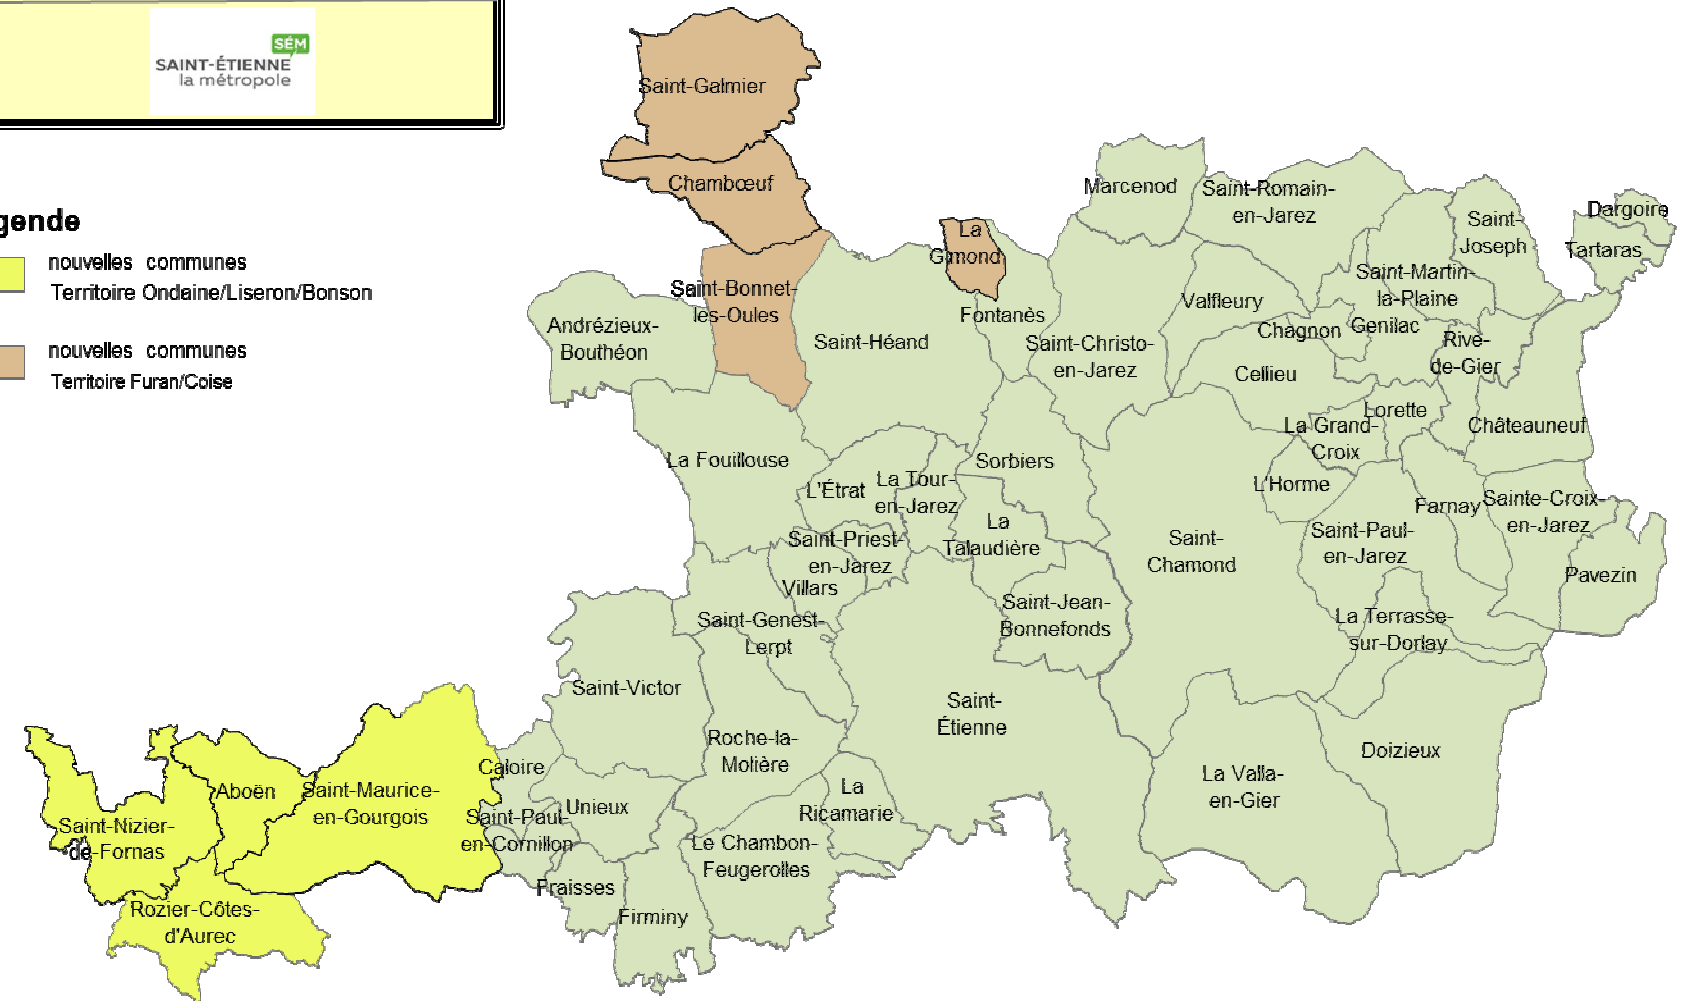 SÉM
SAINT-ÉTIENNE
la métropole
gende
nouvelles communes
Territoire Ondaine/Liseron/Bonson
nouvelles communes
Territoire Furan/Coise
Saint-Galmier
Chambœuf
Saint-Bonnet-
les-Oules
La
Gimond
Marcenod
Saint-Romain-
en-Jarez
Saint-
Joseph
Dargoire
Tartaras
Andrézieux-
Bouthéon
Saint-Héand
Fontanès
Saint-Christo-
en-Jarez
Valfleury
Saint-Martin-
la-Plaine
Chagnon
Genilac
Rive-
de-Gier
Cellieu
La Fouillouse
L'Étrat
La Tour-
en-Jarez
Sorbiers
La Grand-
Croix
Lorette
Châteauneuf
L'Horme
Farnay
Sainte-Croix-
en-Jarez
Saint-Priest-
en-Jarez
Villars
La
Talaudière
Saint-
Chamond
Saint-Paul-
en-Jarez
Pavezin
Saint-Genest-
Lerpt
Saint-Jean-
Bonnefonds
La Terrasse-
sur-Dorlay
Saint-Victor
Saint-
Étienne
Roche-la-
Molière
Doizieux
La Valla-
en-Gier
Caloire
Aboën
Saint-Maurice-
en-Gourgois
Saint-Paul-
en-Cornillon
Unieux
La
Ricamarie
Saint-Nizier-
de-Fornas
Le Chambon-
Feugerolles
Fraisses
Firminy
Rozier-Côtes-
d'Aurec